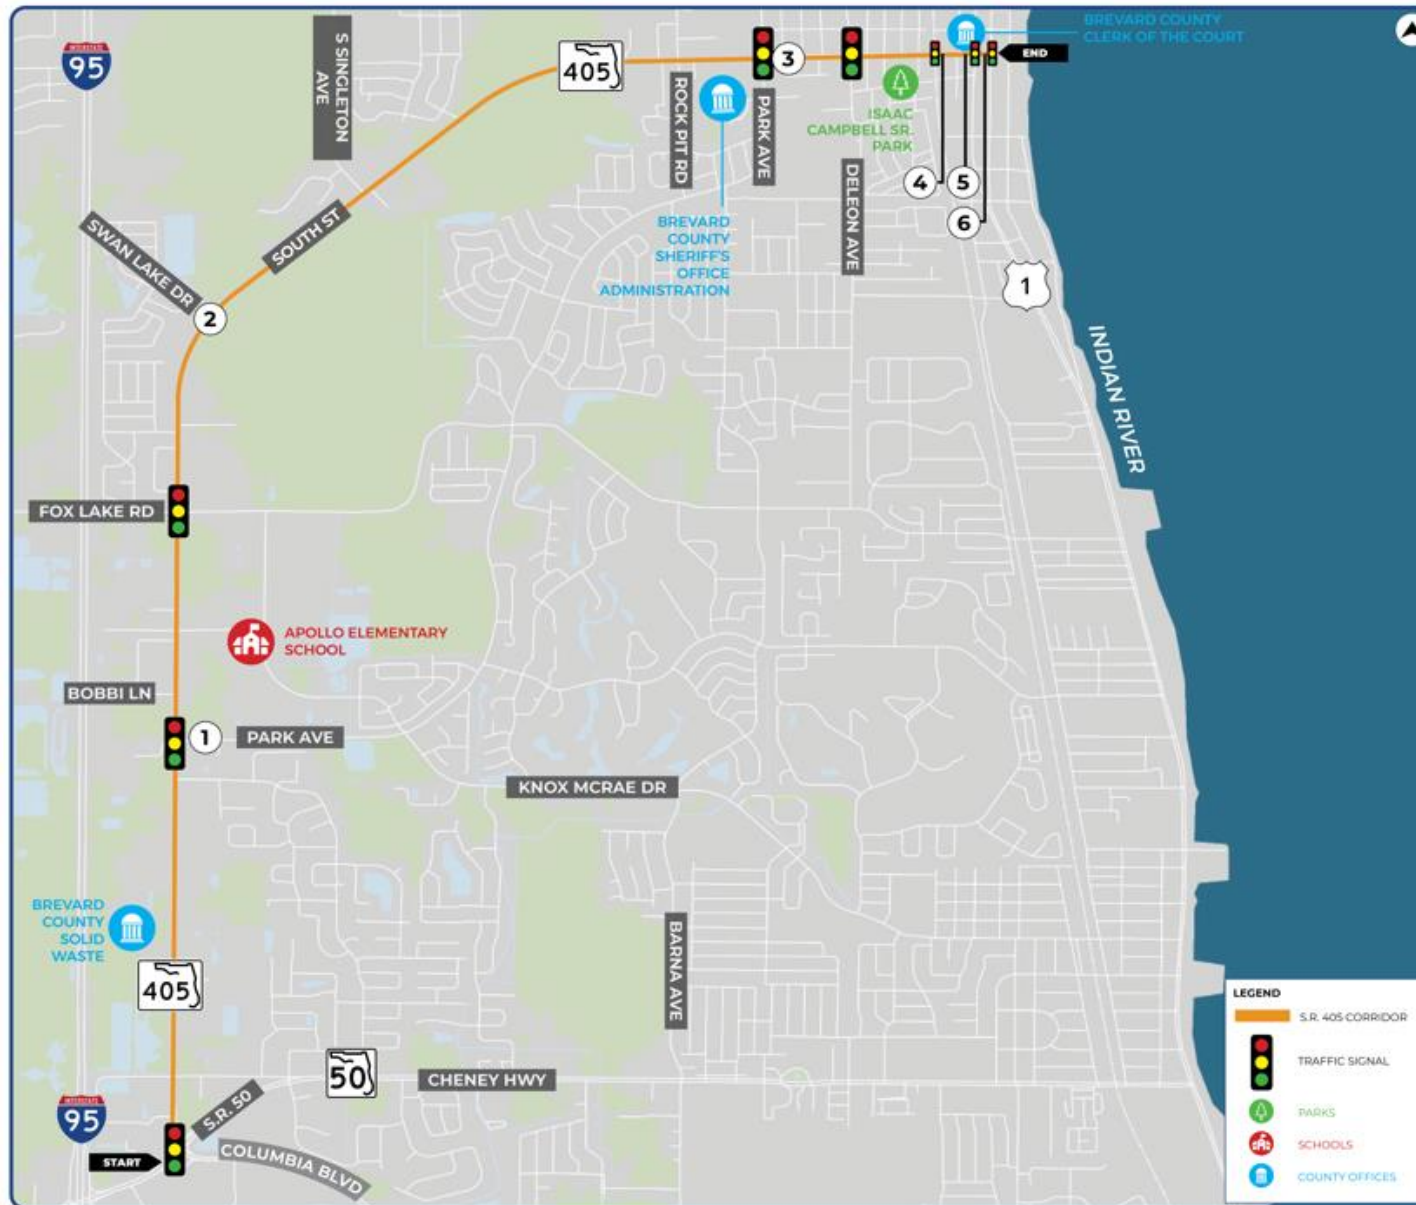 BREVARD COUNTY
CLERK OF THE COURT
INTERSTATE
95
S SINGLETON
AVE
405
3
END
ROCK PIT RD
PARK AVE
ISAAC
CAMPBELL SR.
PARK
DELEON AVE
4
5
6
BREVARD
COUNTY
SHERIFF'S
OFFICE
ADMINISTRATION
SWAN LAKE DR
SOUTH ST
2
1
INDIAN RIVER
FOX LAKE RD
APOLLO ELEMENTARY
SCHOOL
BOBBI LN
1
PARK AVE
KNOX MCRAE DR
BREVARD
COUNTY
SOLID
WASTE
405
BARNA AVE
50
CHENEY HWY
INTERSTATE
95
S.R. 50
START
COLUMBIA BLVD
LEGEND
S.R. 405 CORRIDOR
TRAFFIC SIGNAL
PARKS
SCHOOLS
COUNTY OFFICES